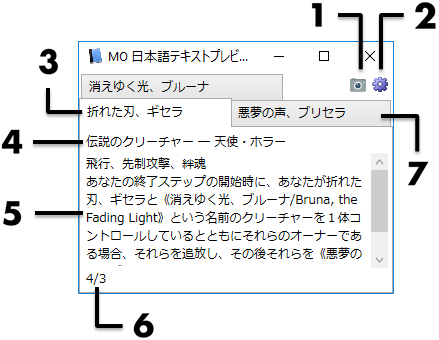 1
2
MO 日本語テキストプレビ...
消えゆく光、ブルーナ
3
折れた刃、ギセラ
悪夢の声、ブリセラ
4
伝説のクリーチャー ― 天使・ホラー
7
飛行、先制攻撃、絆魂
あなたの終了ステップの開始時に、あなたが折れた
5
刃、ギセラと《消えゆく光、ブルーナ/Bruna, the
Fading Light》という名前のクリーチャーを１体コ
ントロールしているとともにそれらのオーナーであ
る場合、それらを追放し、その後それらを《悪夢の
4/3
6